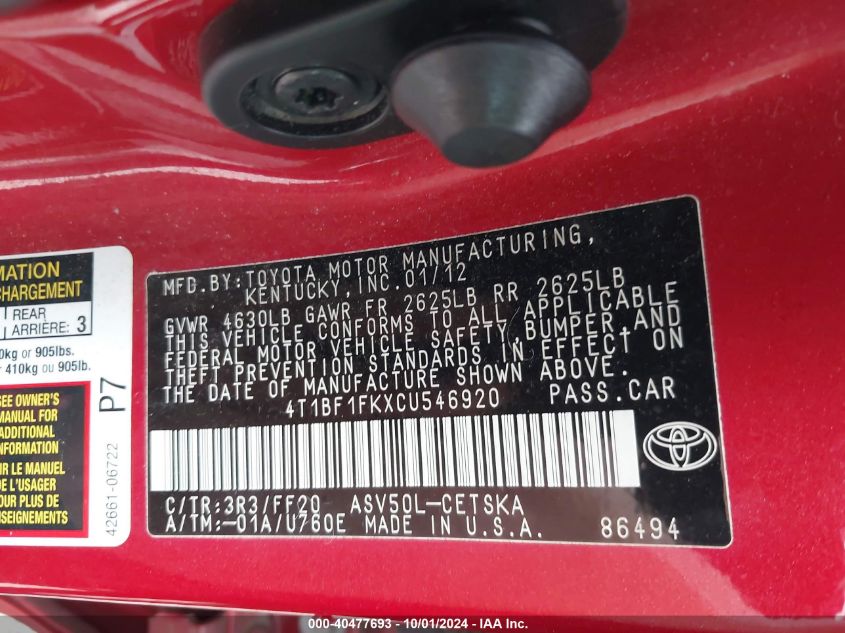 MATION
CHARGEMENT
REAR
ARRIÈRE: 3
kg or 905lbs.
410kg ou 905lb.
SEE OWNER'S
MANUAL FOR
ADDITIONAL
INFORMATION
LE MANUEL
DE L'USAGER
POUR PLUS DE
P7
42661-06722
MFD.BY:TOYOTA MOTOR MANUFACTURING,
KENTUCKY, INC.01/12
GVWR 4630LB GAWR FR 2625LB RR 2625LB
THIS VEHICLE CONFORMS TO ALL APPLICABLE
FEDERAL MOTOR VEHICLE SAFETY,BUMPER,AND
THEFT PREVENTION STANDARDS IN EFFECT ON
THE DATE OF MANUFACTURE SHOWN ABOVE.
4T1BF1FKXCU546920 PASS.CAR
C/TR:3R3/FF20 ASV50L-CETSKA
A/TM:-01A/U760E MADE IN U.S.A. 86494
000-40477693 - 10/01/2024 - IAA Inc.